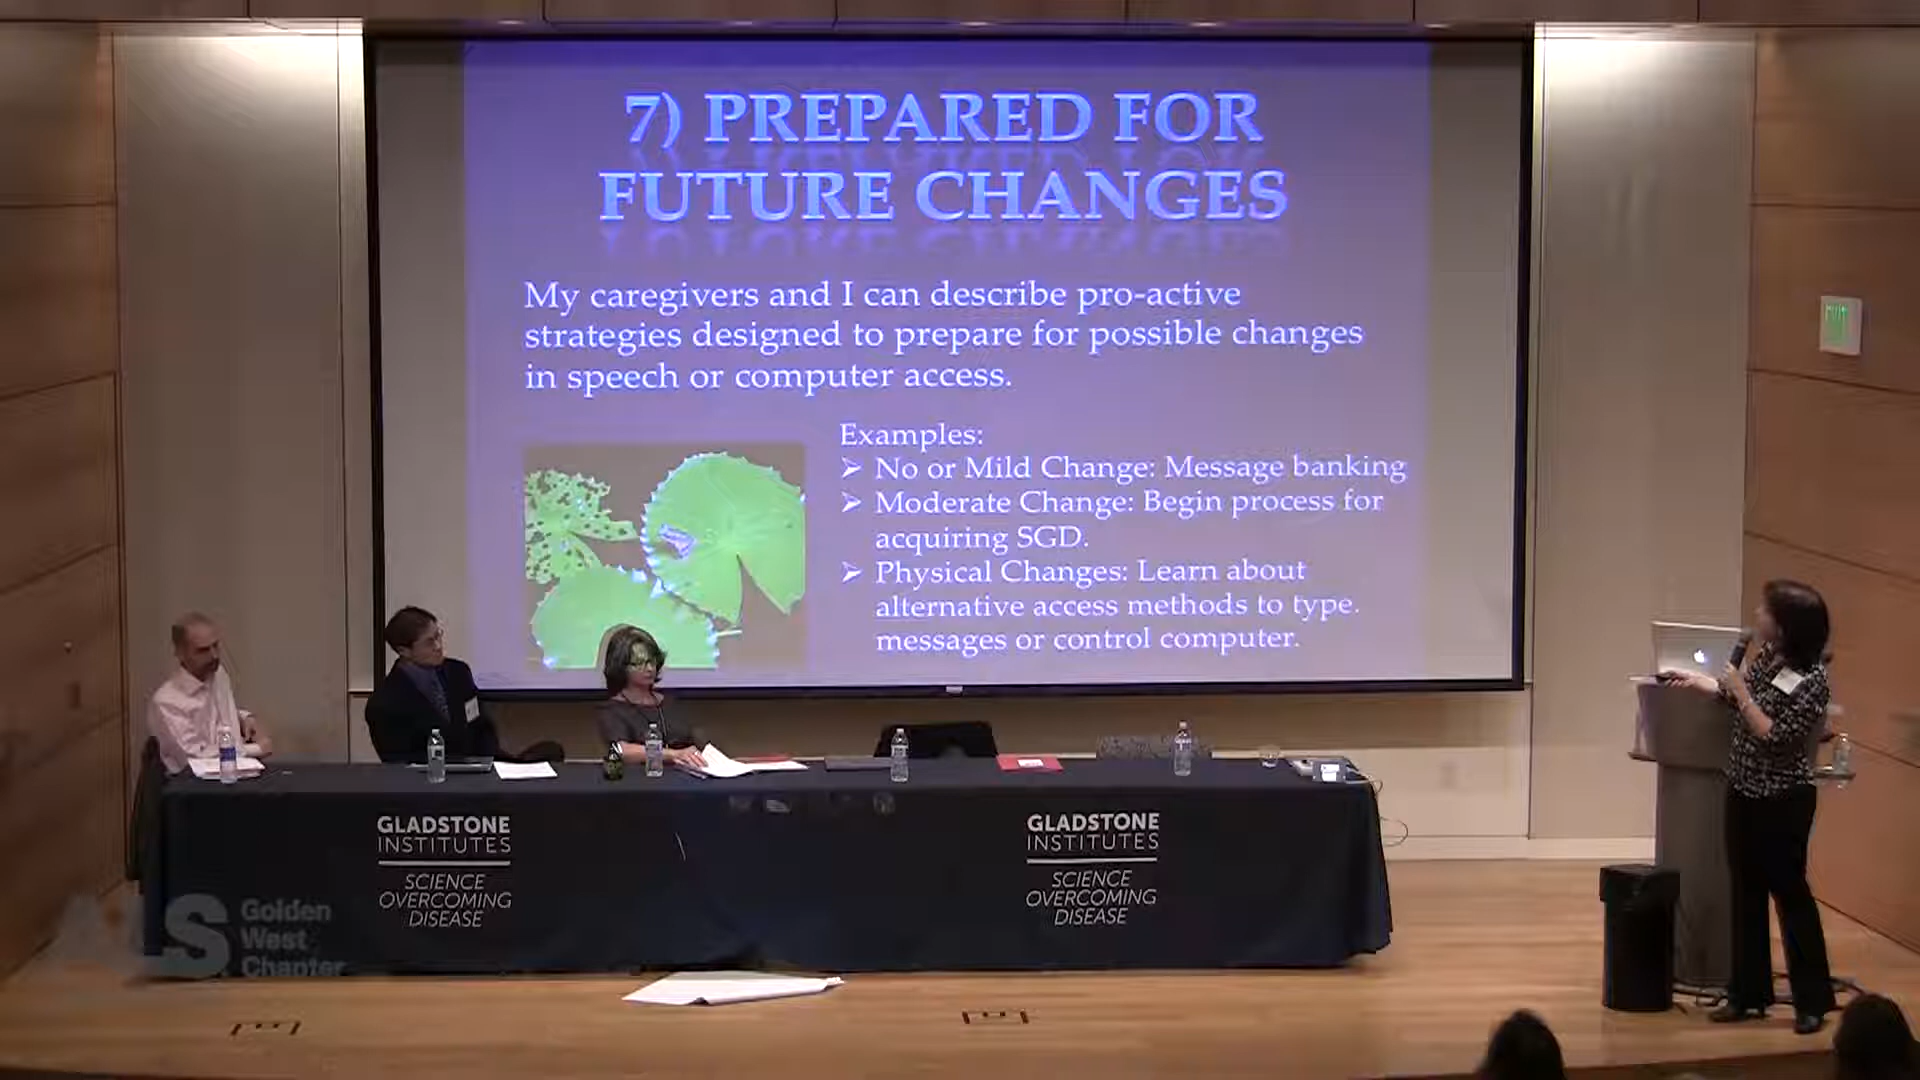 7) PREPARED FOR
FUTURE CHANGES
My caregivers and I can describe pro-active
strategies designed to prepare for possible changes
in speech or computer access.
Examples:
➢ No or Mild Change: Message banking
➢ Moderate Change: Begin process for
acquiring SGD.
➢ Physical Changes: Learn about
alternative access methods to type.
messages or control computer.
GLADSTONE
INSTITUTES
SCIENCE
OVERCOMING
DISEASE
GLADSTONE
INSTITUTES
SCIENCE
OVERCOMING
DISEASE
ALS Golden
West
Chapter